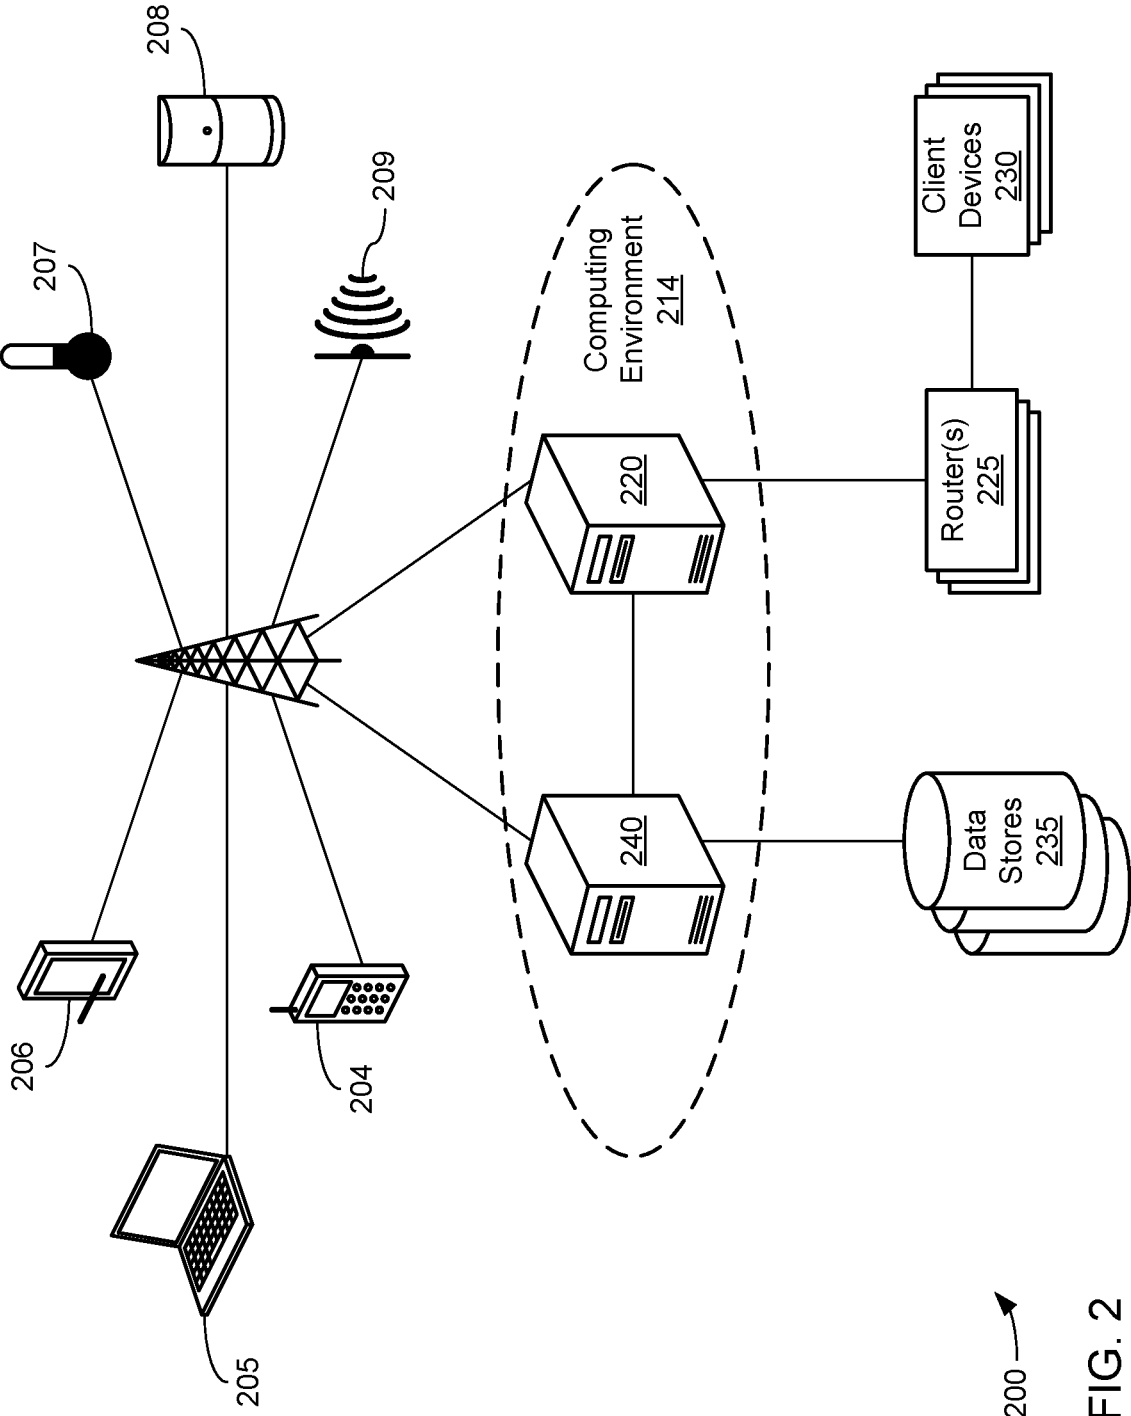 206
207
208
205
204
209
Computing
Environment
214
240
220
Data
Stores
235
Router(s)
225
Client
Devices
230
200
FIG. 2